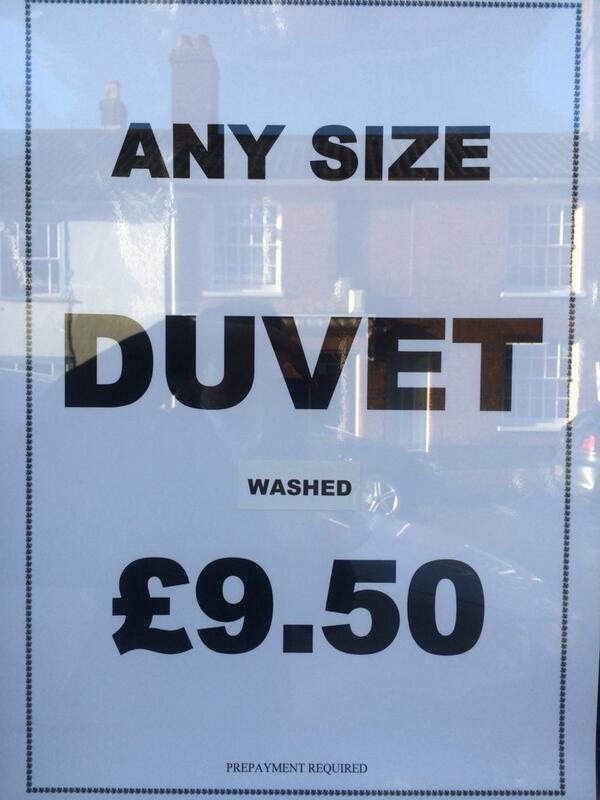 ANY SIZE
DUVET
WASHED
£9.50
PREPAYMENT REQUIRED